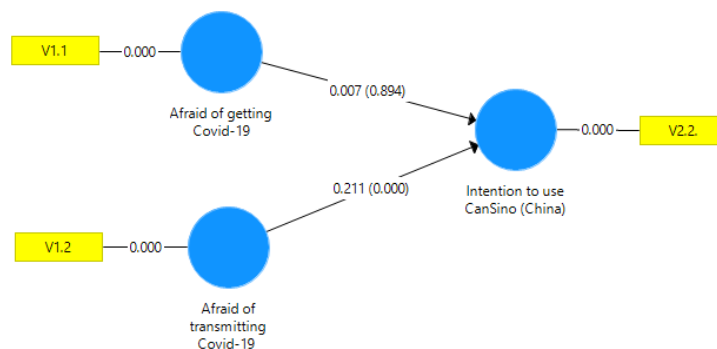 V1.1
0.000
Afraid of getting
Covid-19
0.007 (0.894)
0.211 (0.000)
Intention to use
CanSino (China)
0.000
V2.2.
V1.2
0.000
Afraid of
transmitting
Covid-19